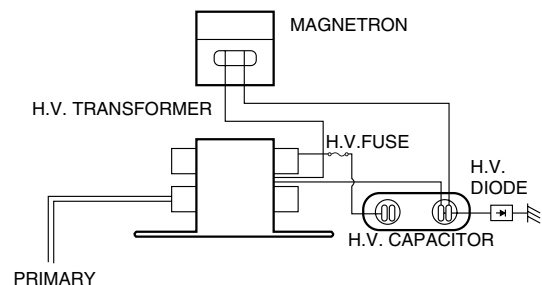 MAGNETRON
H.V. TRANSFORMER
H.V.FUSE
H.V.
DIODE
H.V. CAPACITOR
PRIMARY